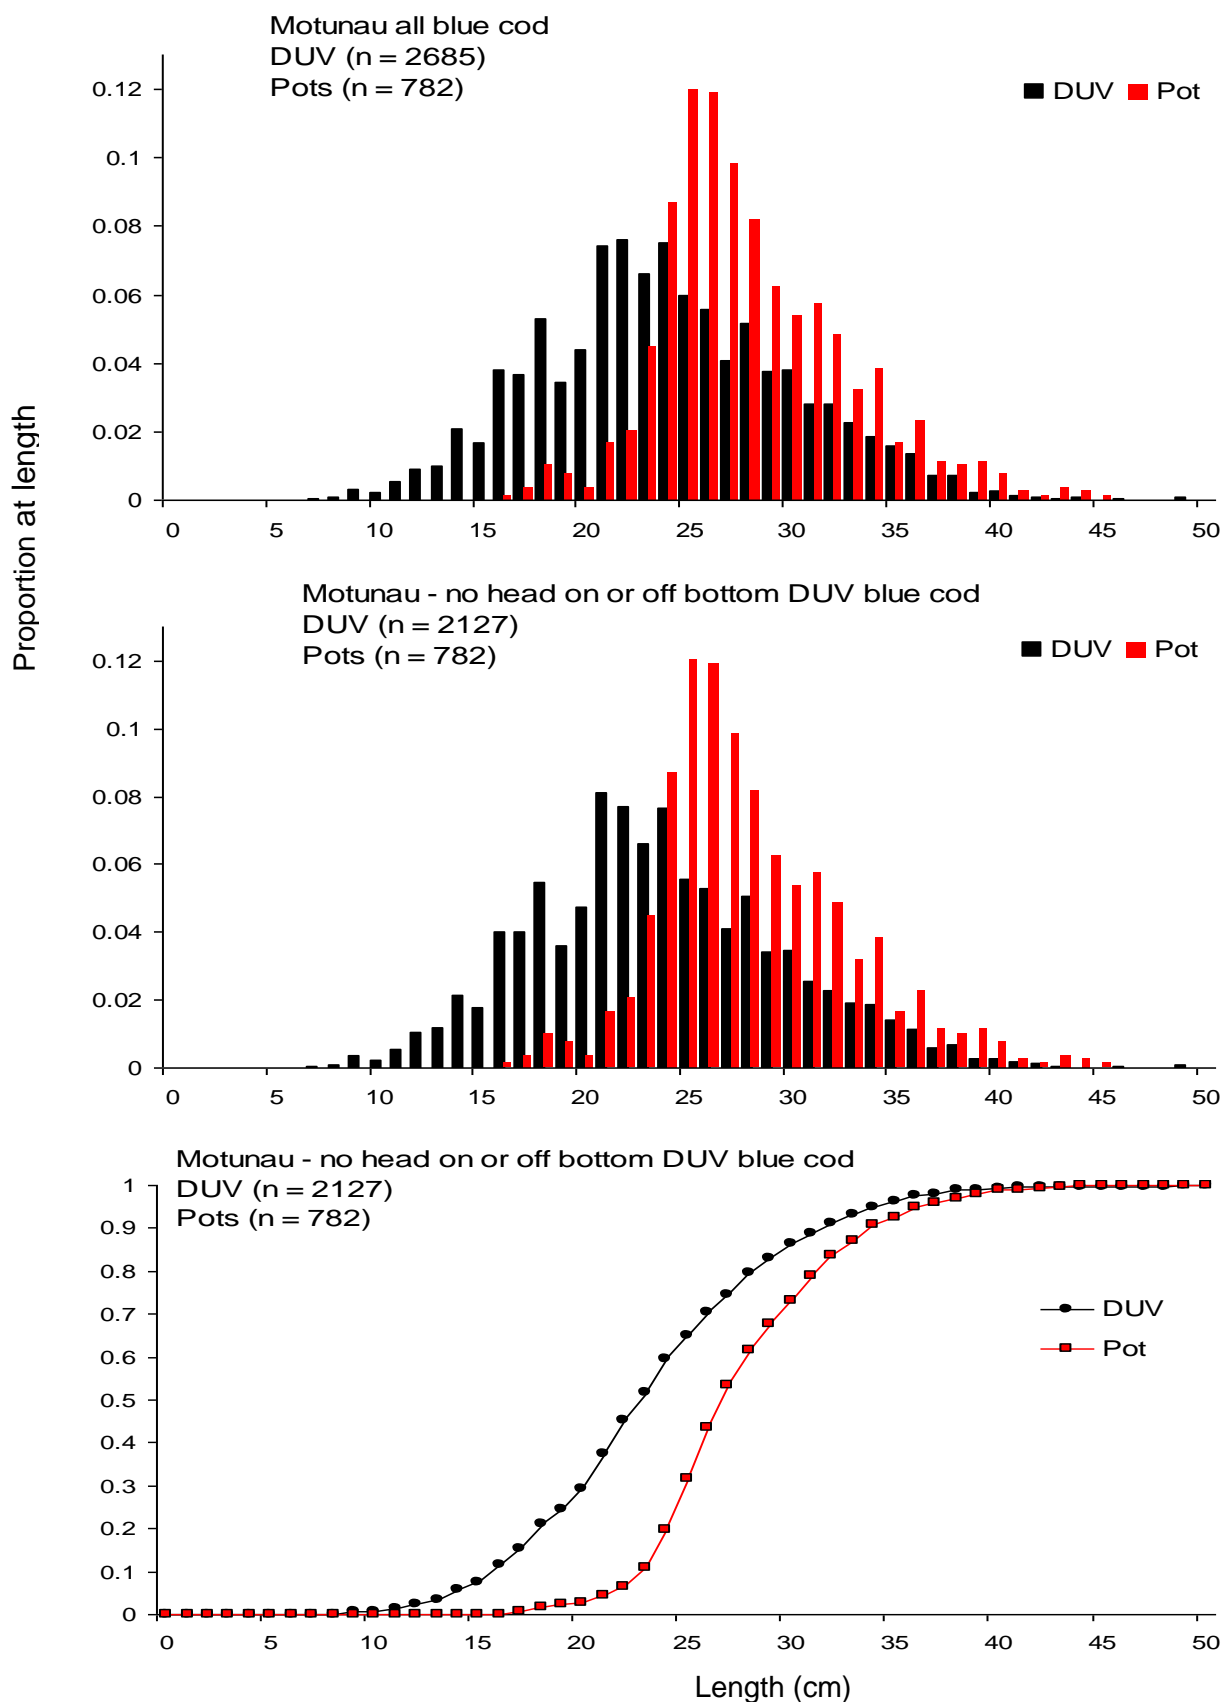 Motunau all blue cod
DUV (n = 2685)
Pots (n = 782)
DUV Pot
0.12
0.1
0.08
0.06
0.04
0.02
0
0 5 10 15 20 25 30 35 40 45 50
Proportion at length
Motunau - no head on or off bottom DUV blue cod
DUV (n = 2127)
Pots (n = 782)
DUV Pot
0.12
0.1
0.08
0.06
0.04
0.02
0
0 5 10 15 20 25 30 35 40 45 50
Motunau - no head on or off bottom DUV blue cod
DUV (n = 2127)
Pots (n = 782)
1
0.9
0.8
0.7
0.6
0.5
0.4
0.3
0.2
0.1
0
DUV
Pot
0 5 10 15 20 25 30 35 40 45 50
Length (cm)